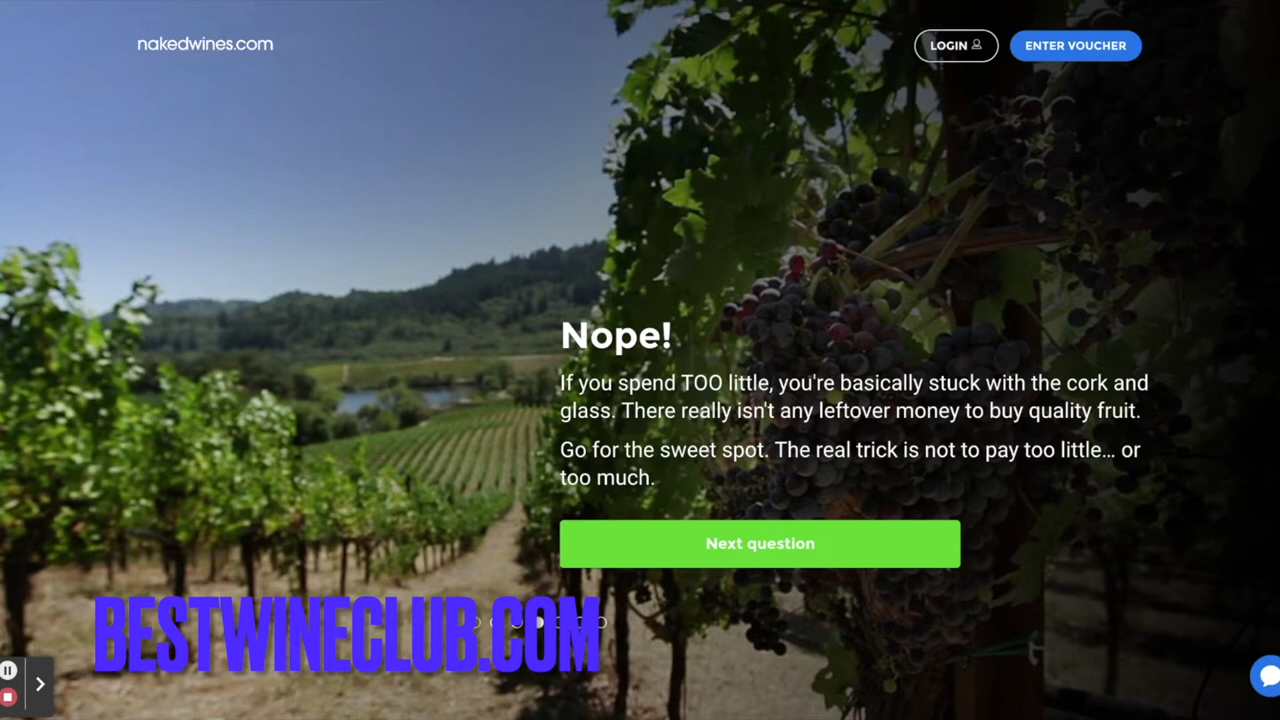 nakedwines.com
LOGIN
ENTER VOUCHER
Nope!
If you spend TOO little, you're basically stuck with the cork and
glass. There really isn't any leftover money to buy quality fruit.
Go for the sweet spot. The real trick is not to pay too little... or
too much.
Next question
BESTWINECLUB.COM